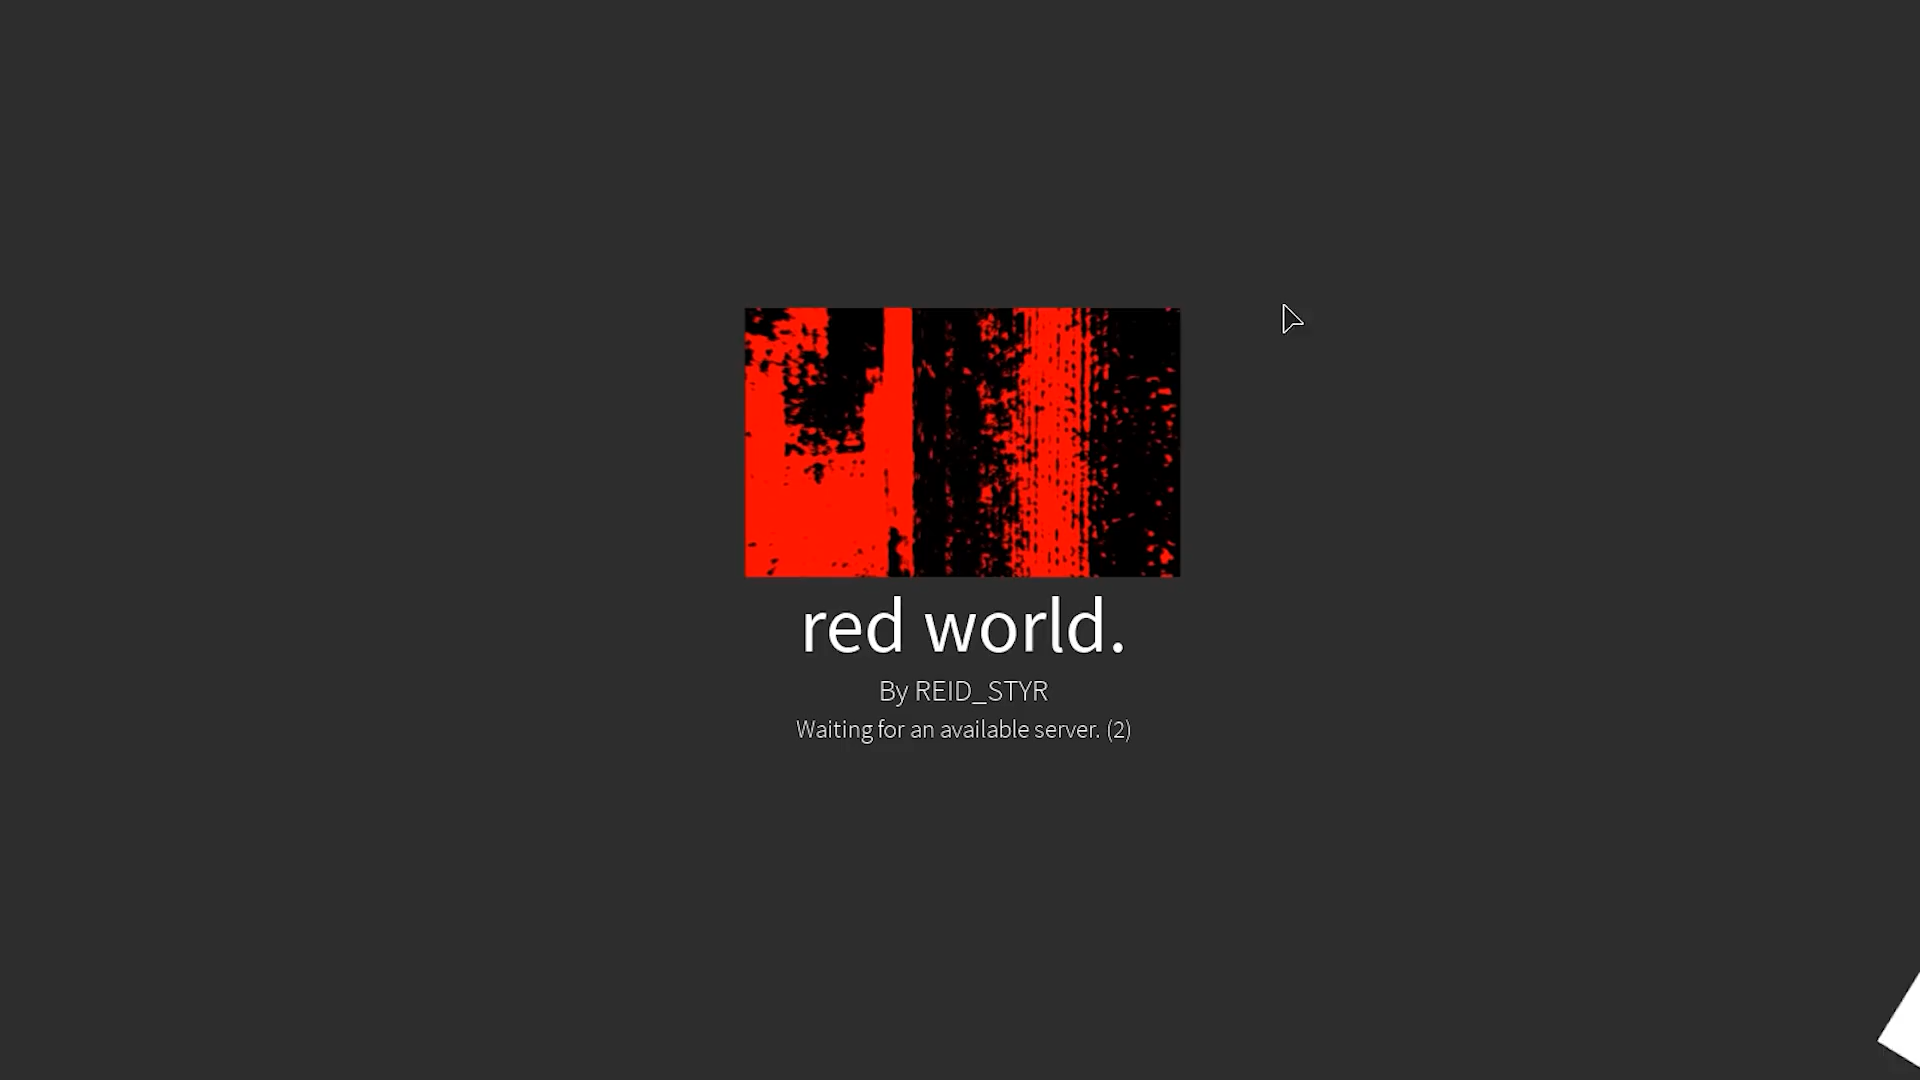 red world.
By REID_STYR
Waiting for an available server. (2)